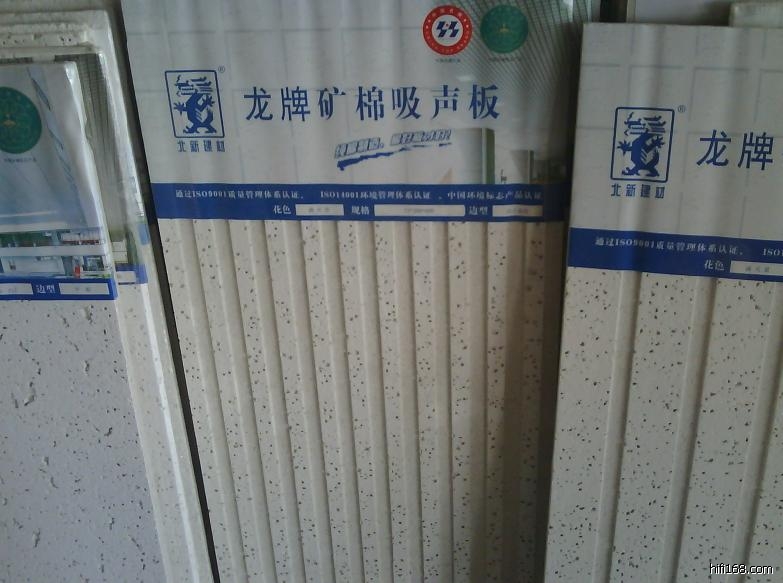 龙牌矿棉吸声板
®
北新建材
通过ISO9001质量管理体系认证、 ISO14001环境管理体系认证、中国环境标志产品认证
花色 规格 边型
®
龙牌
北新建材
通过ISO9001质量管理体系认证、 ISO1
花色
边型
hifi168.com